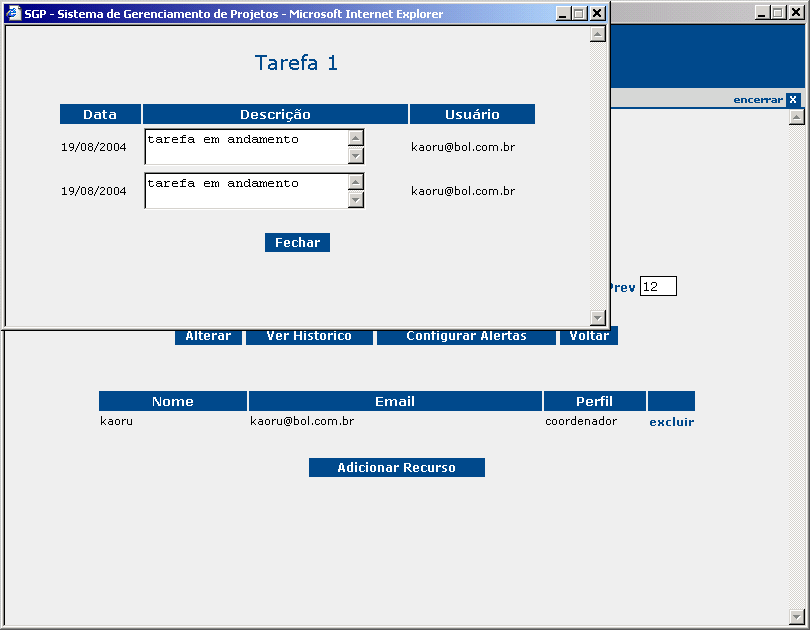 SGP - Sistema de Gerenciamento de Projetos - Microsoft Internet Explorer
Tarefa 1
Data Descrição Usuário
19/08/2004 tarefa em andamento kaoru@bol.com.br
19/08/2004 tarefa em andamento kaoru@bol.com.br
Fechar
encerrar X
Prev 12
Alterar Ver Historico Configurar Alertas Voltar
Nome Email Perfil
kaoru kaoru@bol.com.br coordenador excluir
Adicionar Recurso